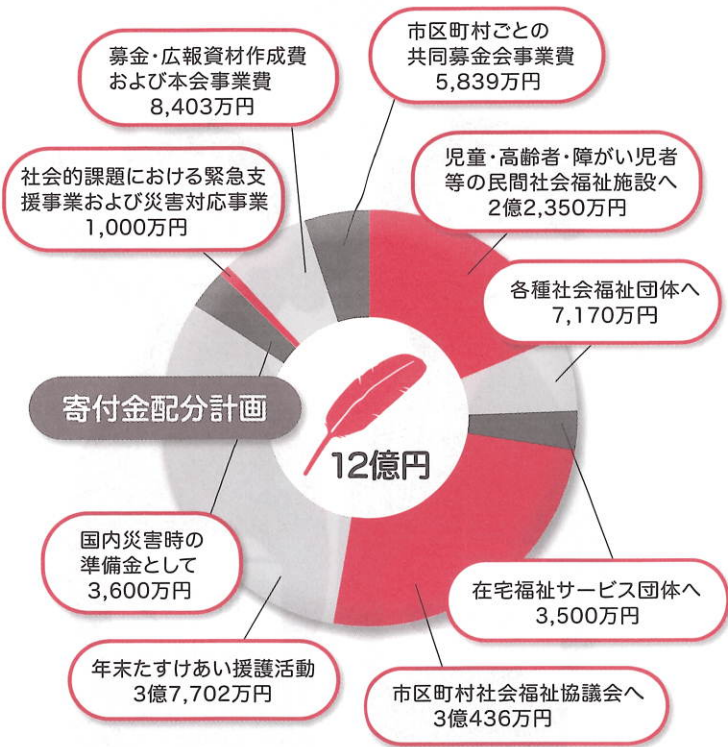 募金・広報資材作成費
および本会事業費
8,403万円
市区町村ごとの
共同募金会事業費
5,839万円
社会的課題における緊急支
援事業および災害対応事業
1,000万円
児童・高齢者・障がい児者
等の民間社会福祉施設へ
2億2,350万円
各種社会福祉団体へ
7,170万円
寄付金配分計画
12億円
国内災害時の
準備金として
3,600万円
在宅福祉サービス団体へ
3,500万円
年末たすけあい援護活動
3億7,702万円
市区町村社会福祉協議会へ
3億436万円